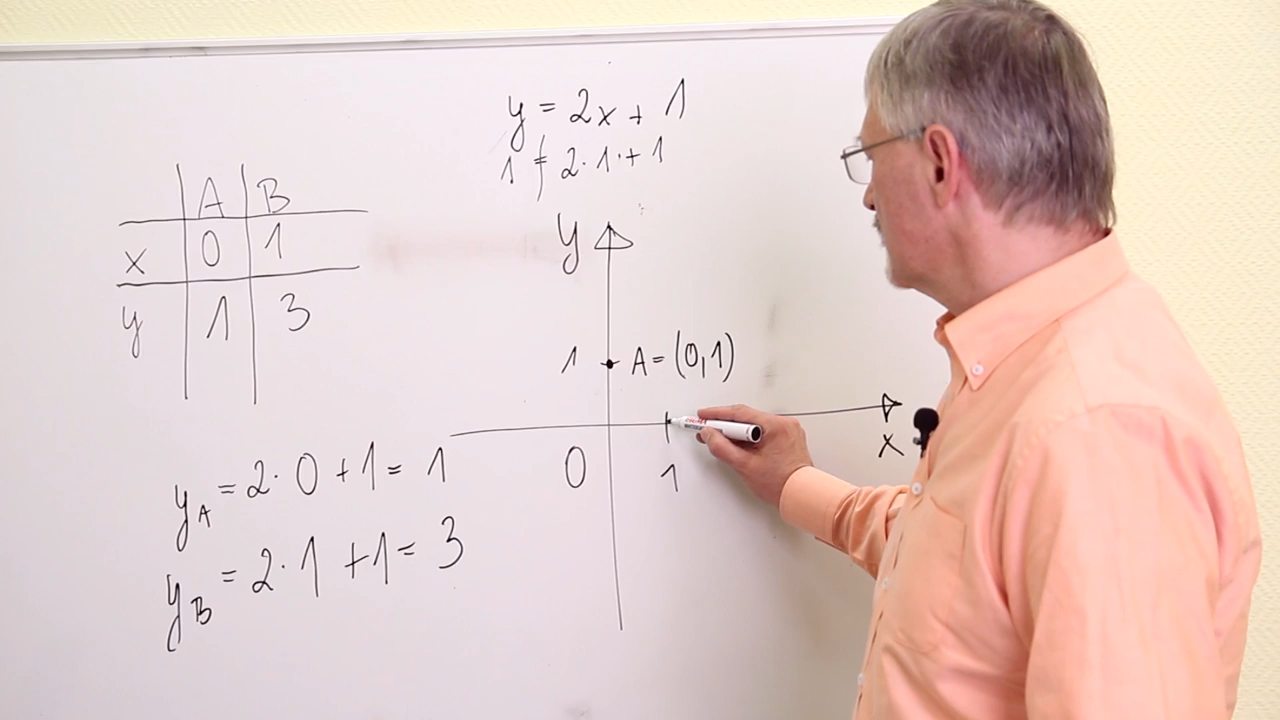 y = 2x + 1
1 ≠ 2·1·+1
A B
x 0 1
y 1 3
y
1 A=(0,1)
x
0 1
y_A = 2·0+1=1
y_B = 2·1+1=3